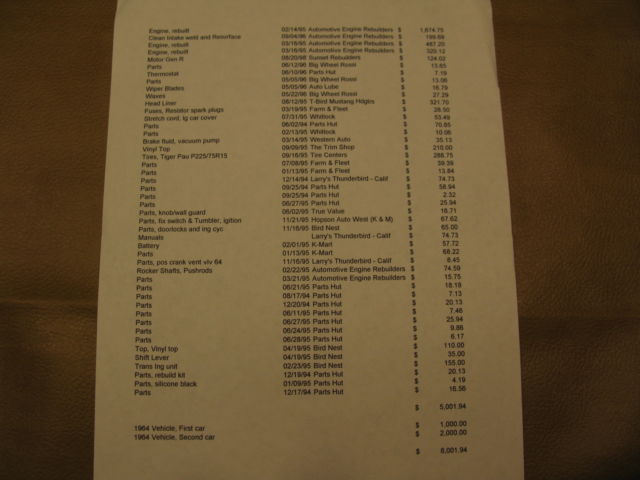 Engine, rebuilt 02/14/95 Automotive Engine Rebuilders $ 1,674.75
Clean Intake weld and Resurface 09/04/96 Automotive Engine Rebuilders $ 199.69
Engine, rebuilt 03/16/95 Automotive Engine Rebuilders $ 487.20
Engine, rebuilt 03/16/95 Automotive Engine Rebuilders $ 320.12
Motor Gen R 08/20/98 Sunset Rebuilders $ 124.02
Parts 06/12/96 Big Wheel Rossi $ 13.65
Thermostat 06/10/96 Parts Hut $ 7.19
Parts 05/05/96 Big Wheel Rossi $ 13.06
Wiper Blades 05/05/96 Auto Lube $ 16.79
Waxes 05/22/96 Big Wheel Rossi $ 27.29
Head Liner 08/12/95 T-Bird Mustang Hdgtrs $ 321.70
Fuses, Resistor spark plugs 03/19/95 Farm & Fleet $ 28.50
Stretch cord, lg car cover 07/31/95 Whitlock $ 53.49
Parts 06/02/94 Parts Hut $ 70.65
Parts 02/13/95 Whitlock $ 10.06
Brake fluid, vacuum pump 03/14/95 Western Auto $ 35.13
Vinyl Top 09/09/95 The Trim Shop $ 210.00
Tires, Tiger Pau P225/75R15 09/16/95 Tire Centers $ 288.75
Parts 07/08/95 Farm & Fleet $ 39.39
Parts 01/13/95 Farm & Fleet $ 13.84
Parts 12/14/94 Larry's Thunderbird - Calif $ 74.73
Parts 09/25/94 Parts Hut $ 58.94
Parts 09/25/94 Parts Hut $ 2.32
Parts 06/27/95 Parts Hut $ 25.94
Parts, knob/wall guard 06/02/95 True Value $ 16.71
Parts, fix switch & Tumbler, igition 11/21/95 Hopson Auto West (K & M) $ 67.62
Parts, doorlocks and ing cyc 11/18/95 Bird Nest $ 65.00
Manuals Larry's Thunderbird - Calif $ 74.73
Battery 02/01/95 K-Mart $ 57.72
Parts 01/13/95 K-Mart $ 68.22
Parts, pos crank vent vlv 64 11/16/95 Larry's Thunderbird - Calif $ 8.45
Rocker Shafts, Pushrods 02/22/95 Automotive Engine Rebuilders $ 74.59
Parts 03/21/95 Automotive Engine Rebuilders $ 15.75
Parts 06/21/95 Parts Hut $ 18.19
Parts 08/17/94 Parts Hut $ 7.13
Parts 12/20/94 Parts Hut $ 20.13
Parts 06/11/95 Parts Hut $ 7.48
Parts 06/27/95 Parts Hut $ 25.94
Parts 06/24/95 Parts Hut $ 9.86
Parts 06/28/95 Parts Hut $ 6.17
Top, Vinyl top 04/19/95 Bird Nest $ 110.00
Shift Lever 04/19/95 Bird Nest $ 35.00
Trans Ing unit 02/23/95 Bird Nest $ 155.00
Parts, rebuild kit 12/19/94 Parts Hut $ 20.13
Parts, silicone black 01/09/95 Parts Hut $ 4.19
Parts 12/17/94 Parts Hut $ 16.56
$ 5,001.94
1964 Vehicle, First car $ 1,000.00
1964 Vehicle, Second car $ 2,000.00
$ 8,001.94